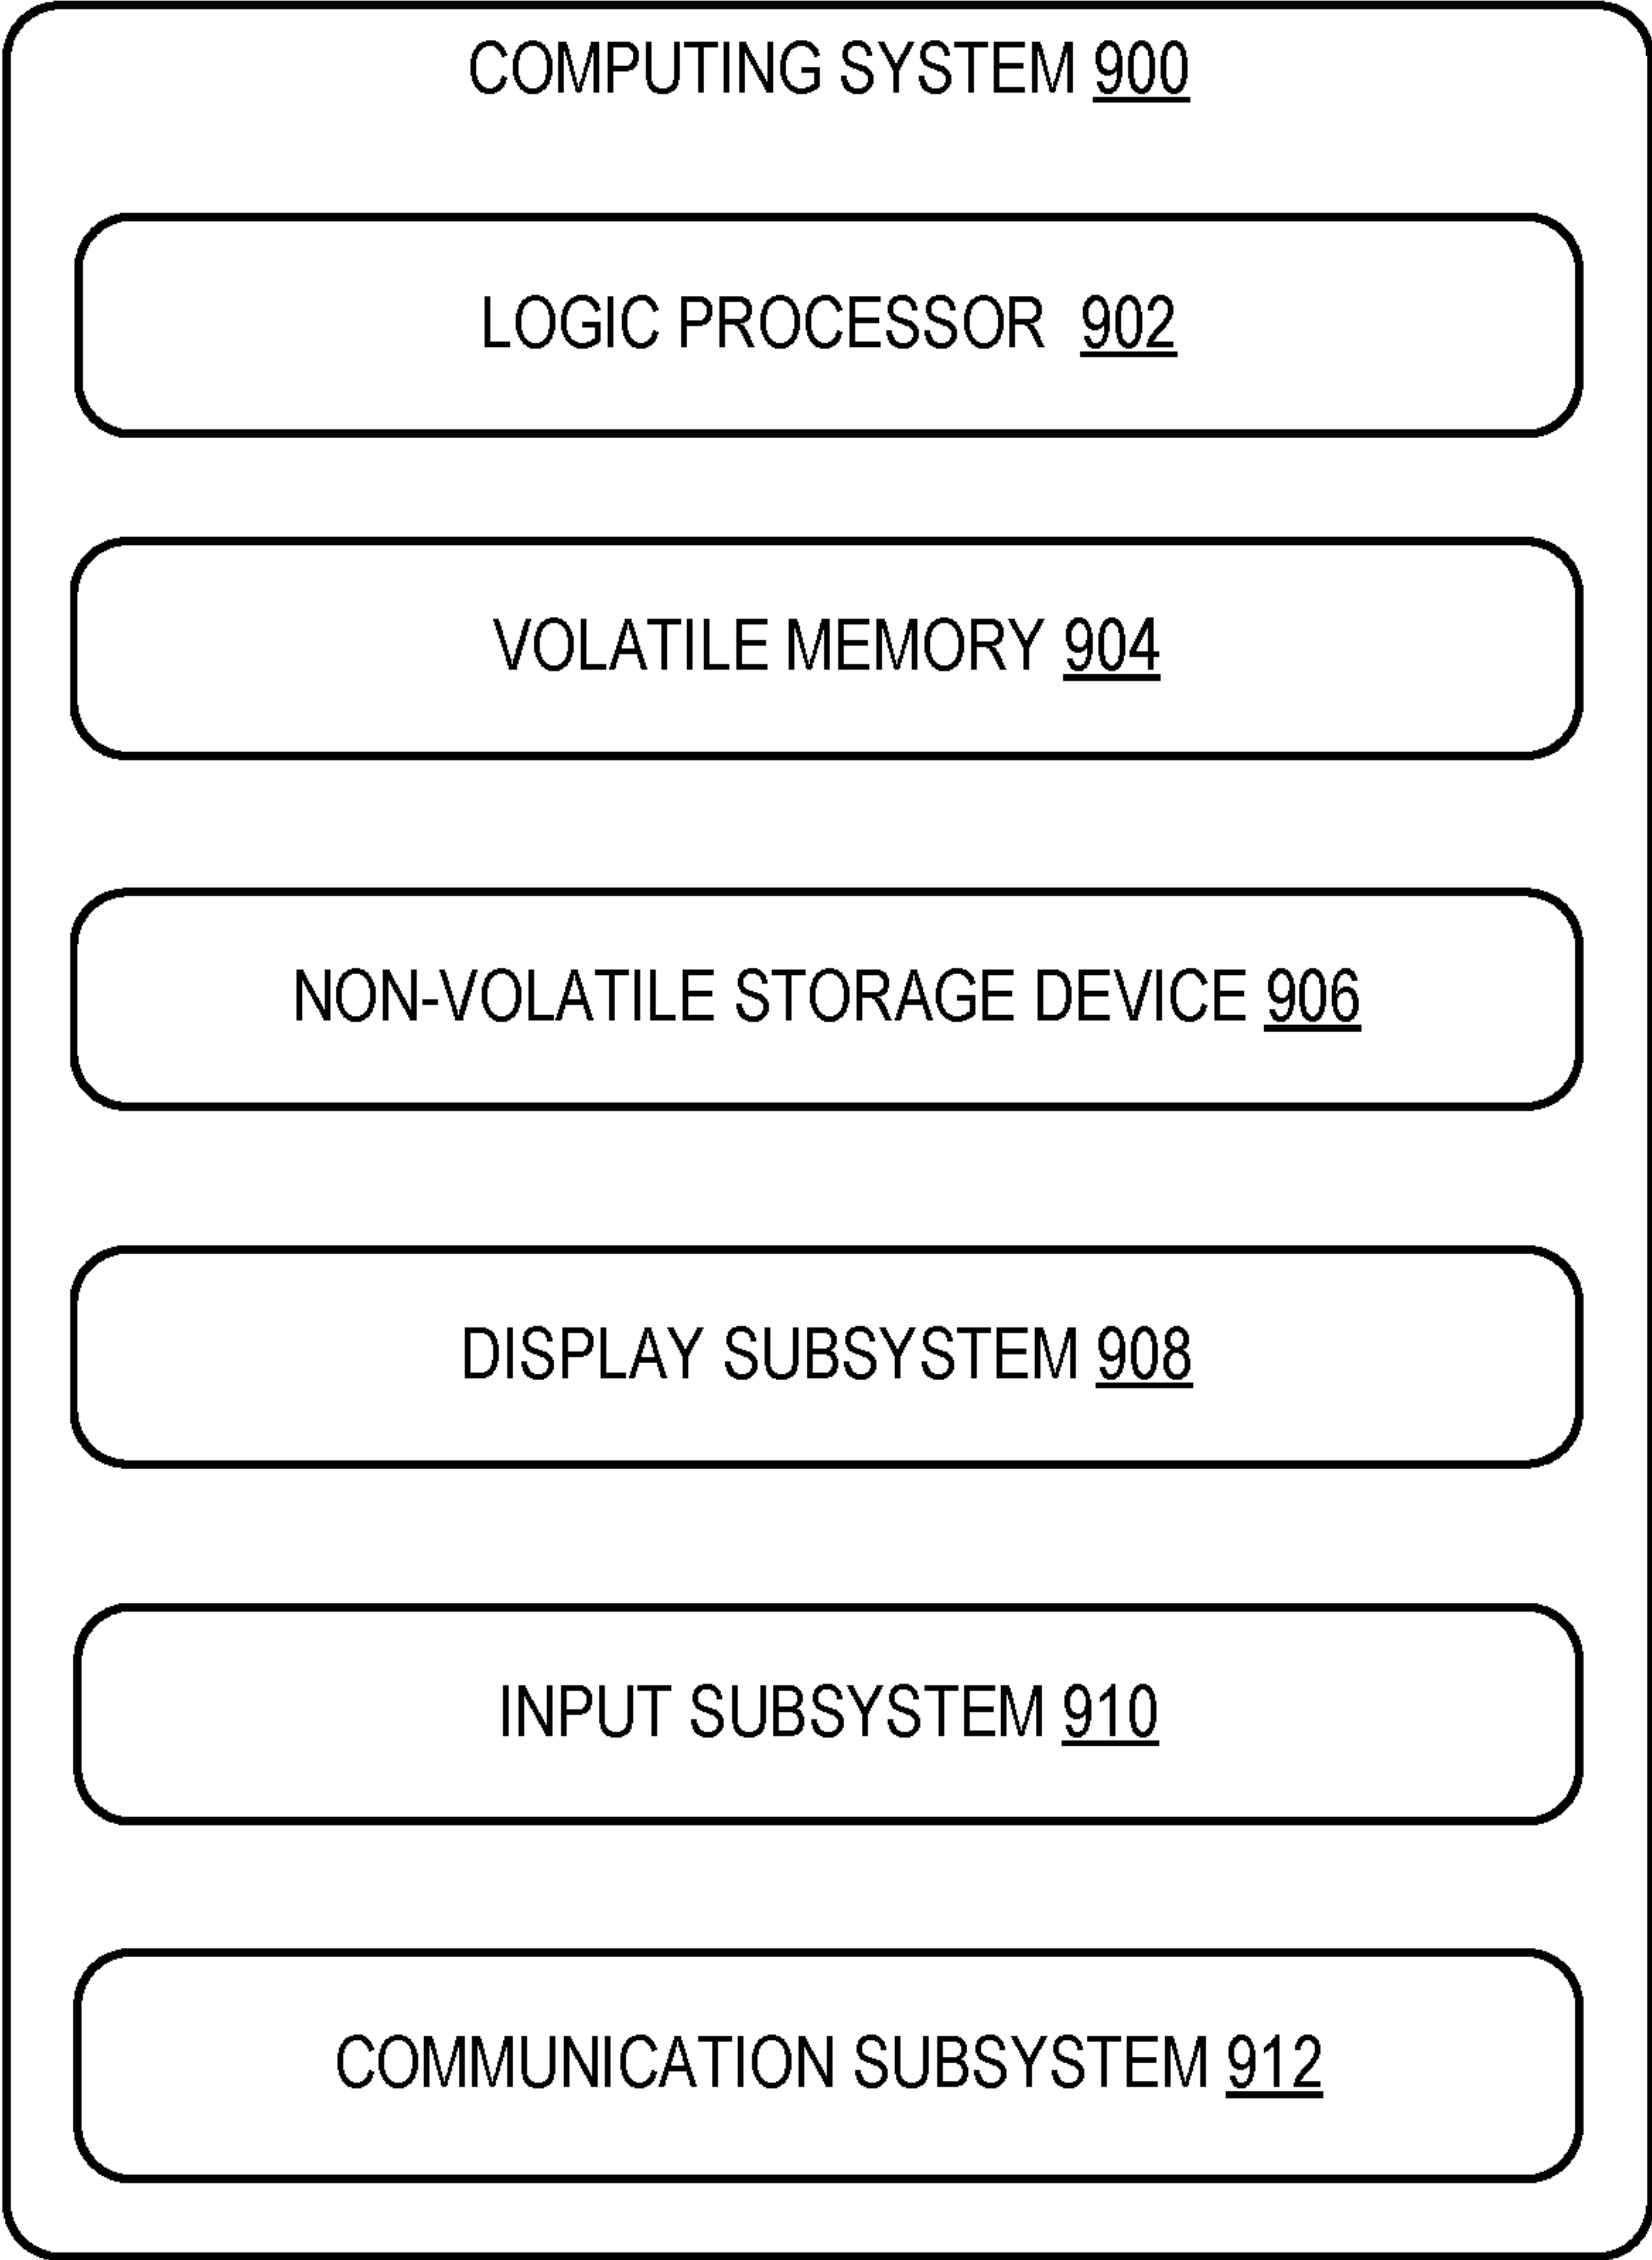 COMPUTING SYSTEM 900
LOGIC PROCESSOR 902
VOLATILE MEMORY 904
NON-VOLATILE STORAGE DEVICE 906
DISPLAY SUBSYSTEM 908
INPUT SUBSYSTEM 910
COMMUNICATION SUBSYSTEM 912